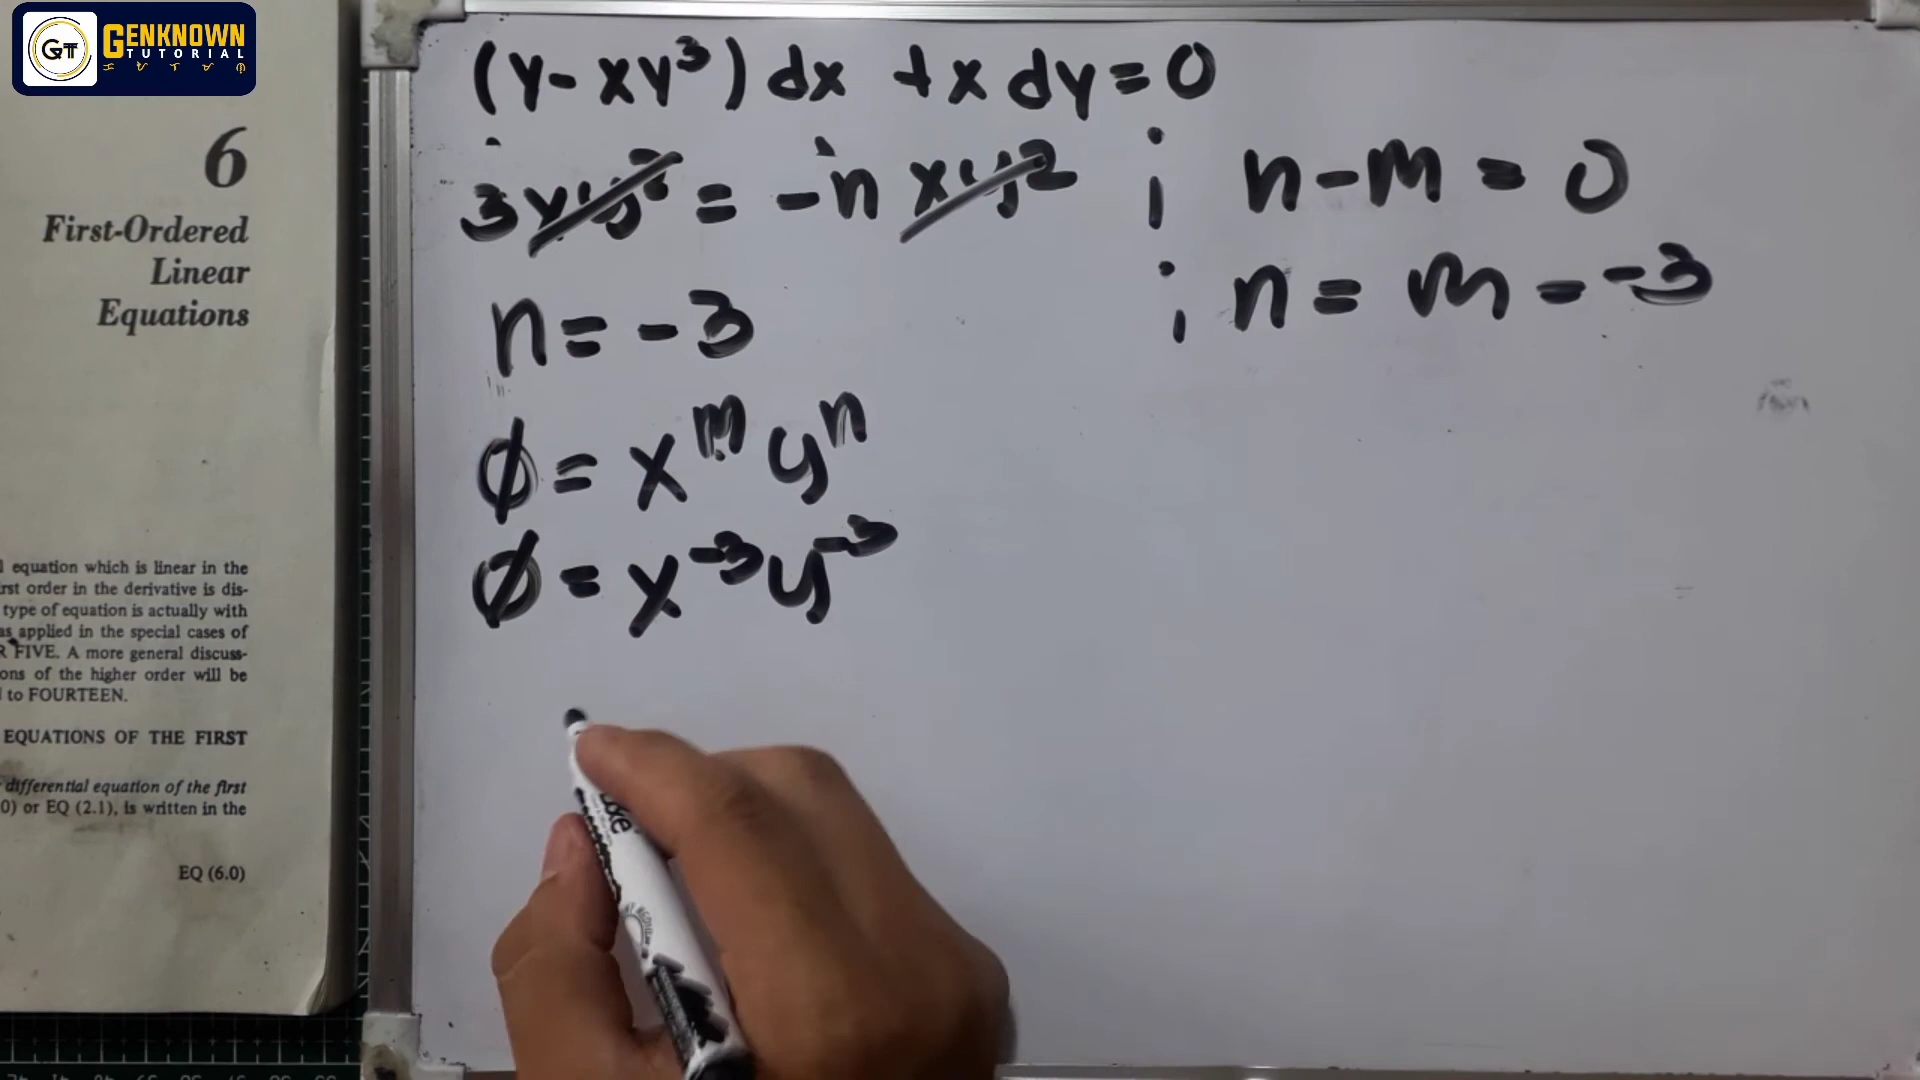 GT GENKNOWN
TUTORIAL
6
First-Ordered
Linear
Equations
equation which is linear in the
rst order in the derivative is dis-
type of equation is actually with
as applied in the special cases of
R FIVE. A more general discuss-
ons of the higher order will be
to FOURTEEN.
EQUATIONS OF THE FIRST
differential equation of the first
0) or EQ (2.1), is written in the
EQ (6.0)
(y-xy³)dx +x dy=0
3x'y² = -n x'y² ; n-m=0
n=-3 ; n=m=-3
ϕ=x^m y^n
ϕ=x^-3 y^-3